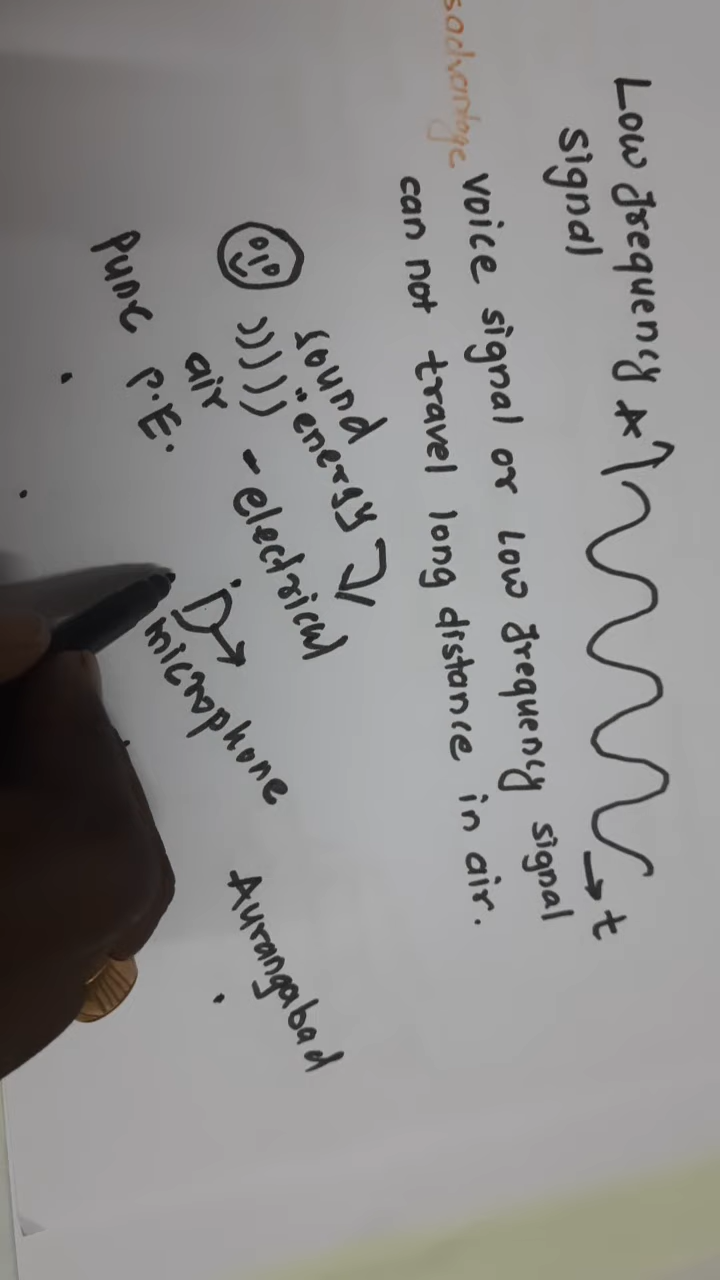 Low frequency
signal
A
t
sadvantage
voice signal or Low frequency signal
can not travel long distance in air.
sound
energy
air
- electrical
microphone
pune
P.E.
Aurangabad